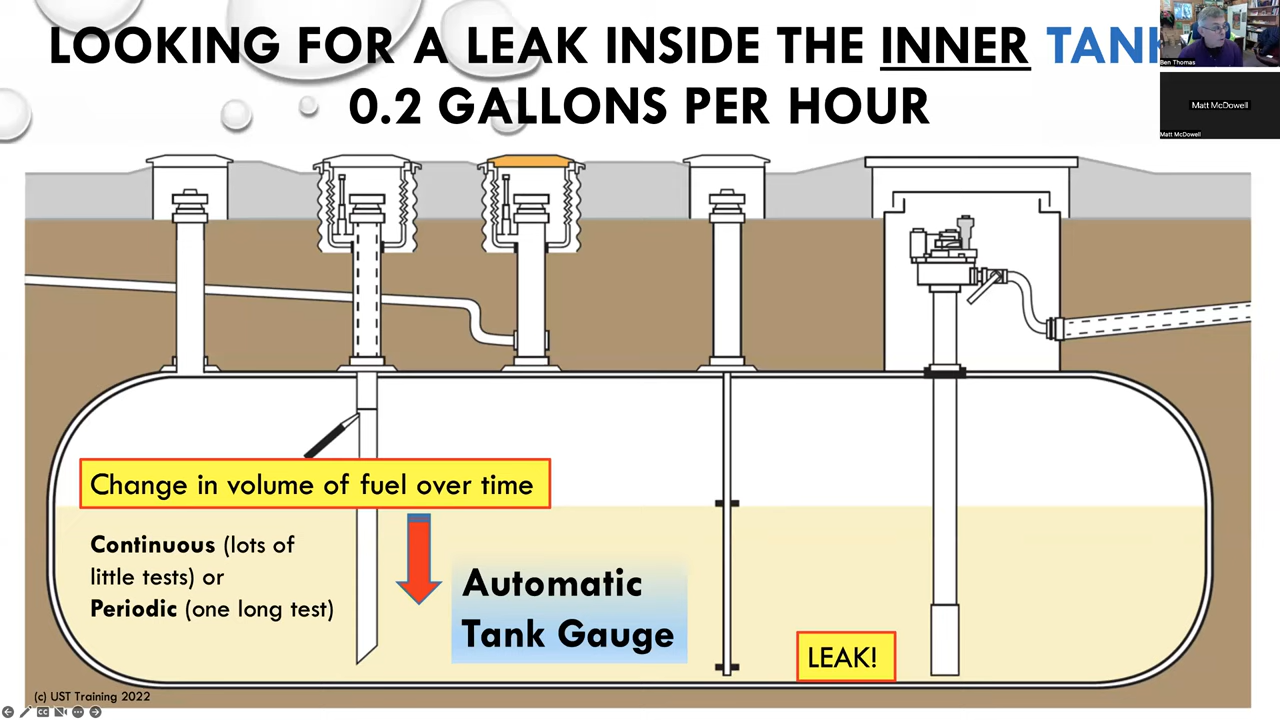 LOOKING FOR A LEAK INSIDE THE INNER TANK
0.2 GALLONS PER HOUR
Ben Thomas
Matt McDowell
Matt McDowell
Change in volume of fuel over time
Continuous (lots of
little tests) or
Periodic (one long test)
Automatic
Tank Gauge
LEAK!
(c) UST Training 2022
CC